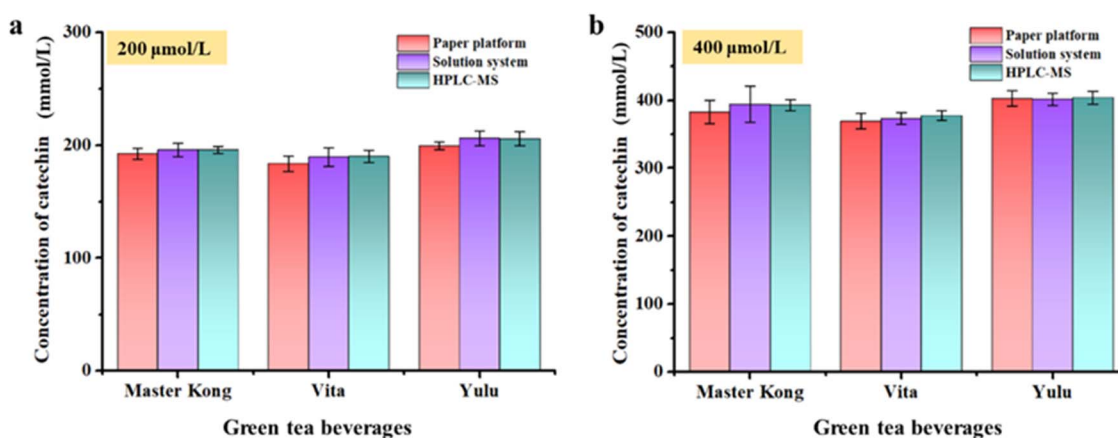 a
200 µmol/L
Paper platform
Solution system
HPLC-MS
Concentration of catechin (mmol/L)
300
200
100
0
Master Kong
Vita
Yulu
Green tea beverages
b
400 µmol/L
Paper platform
Solution system
HPLC-MS
Concentration of catechin (mmol/L)
500
400
300
200
100
0
Master Kong
Vita
Yulu
Green tea beverages